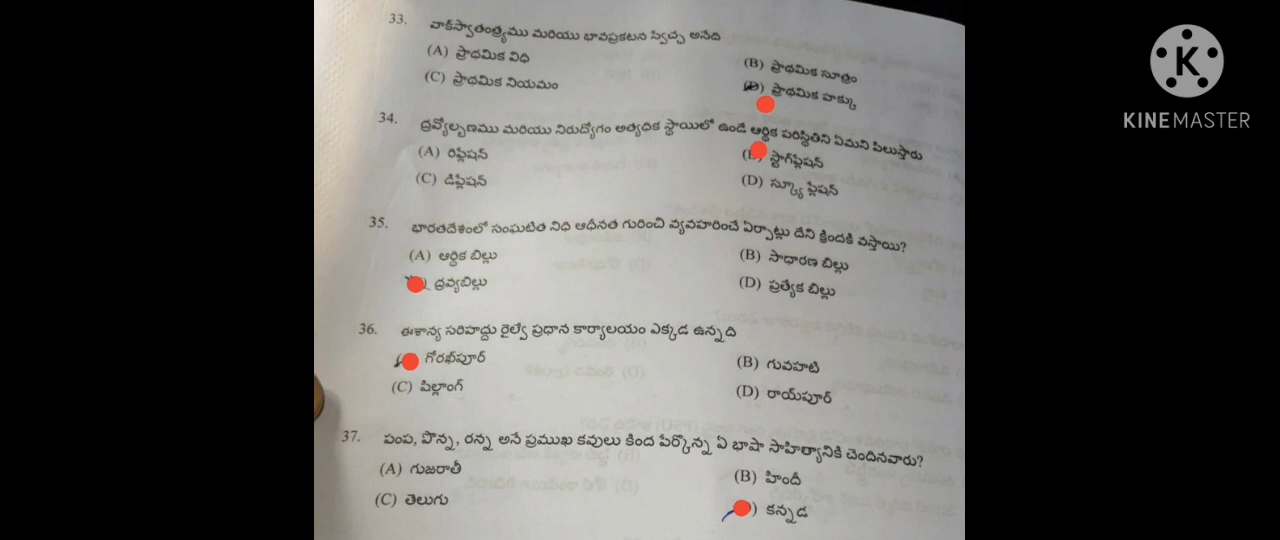 33. వాక్‌స్వాతంత్ర్యము మరియు భావప్రకటన స్వేచ్ఛ అనేది
(A) ప్రాథమిక విధి
(B) ప్రాథమిక సూత్రం
(C) ప్రాథమిక నియమం
(D) ప్రాథమిక హక్కు
34. ద్రవ్యోల్బణము మరియు నిరుద్యోగం అత్యధిక స్థాయిలో ఉండే ఆర్థిక పరిస్థితిని ఏమని పిలుస్తారు
(A) రిఫ్లేషన్
స్టాగ్‌ఫ్లేషన్
(C) డిఫ్లేషన్
(D) స్క్యూ ఫ్లేషన్
35. భారతదేశంలో సంఘటిత నిధి ఆధీనత గురించి వ్యవహరించే ఏర్పాట్లు దేని క్రిందకి వస్తాయి?
(A) ఆర్థిక బిల్లు
(B) సాధారణ బిల్లు
ద్రవ్యబిల్లు
(D) ప్రత్యేక బిల్లు
36. ఈశాన్య సరిహద్దు రైల్వే ప్రధాన కార్యాలయం ఎక్కడ ఉన్నది
గోరఖ్‌పూర్
(B) గువహటి
(C) షిల్లాంగ్
(D) రాయ్‌పూర్
37. పంప, పొన్న, రన్న అనే ప్రముఖ కవులు కింద పేర్కొన్న ఏ భాషా సాహిత్యానికి చెందినవారు?
(A) గుజరాతీ
(B) హిందీ
(C) తెలుగు
కన్నడ
K
KINEMASTER